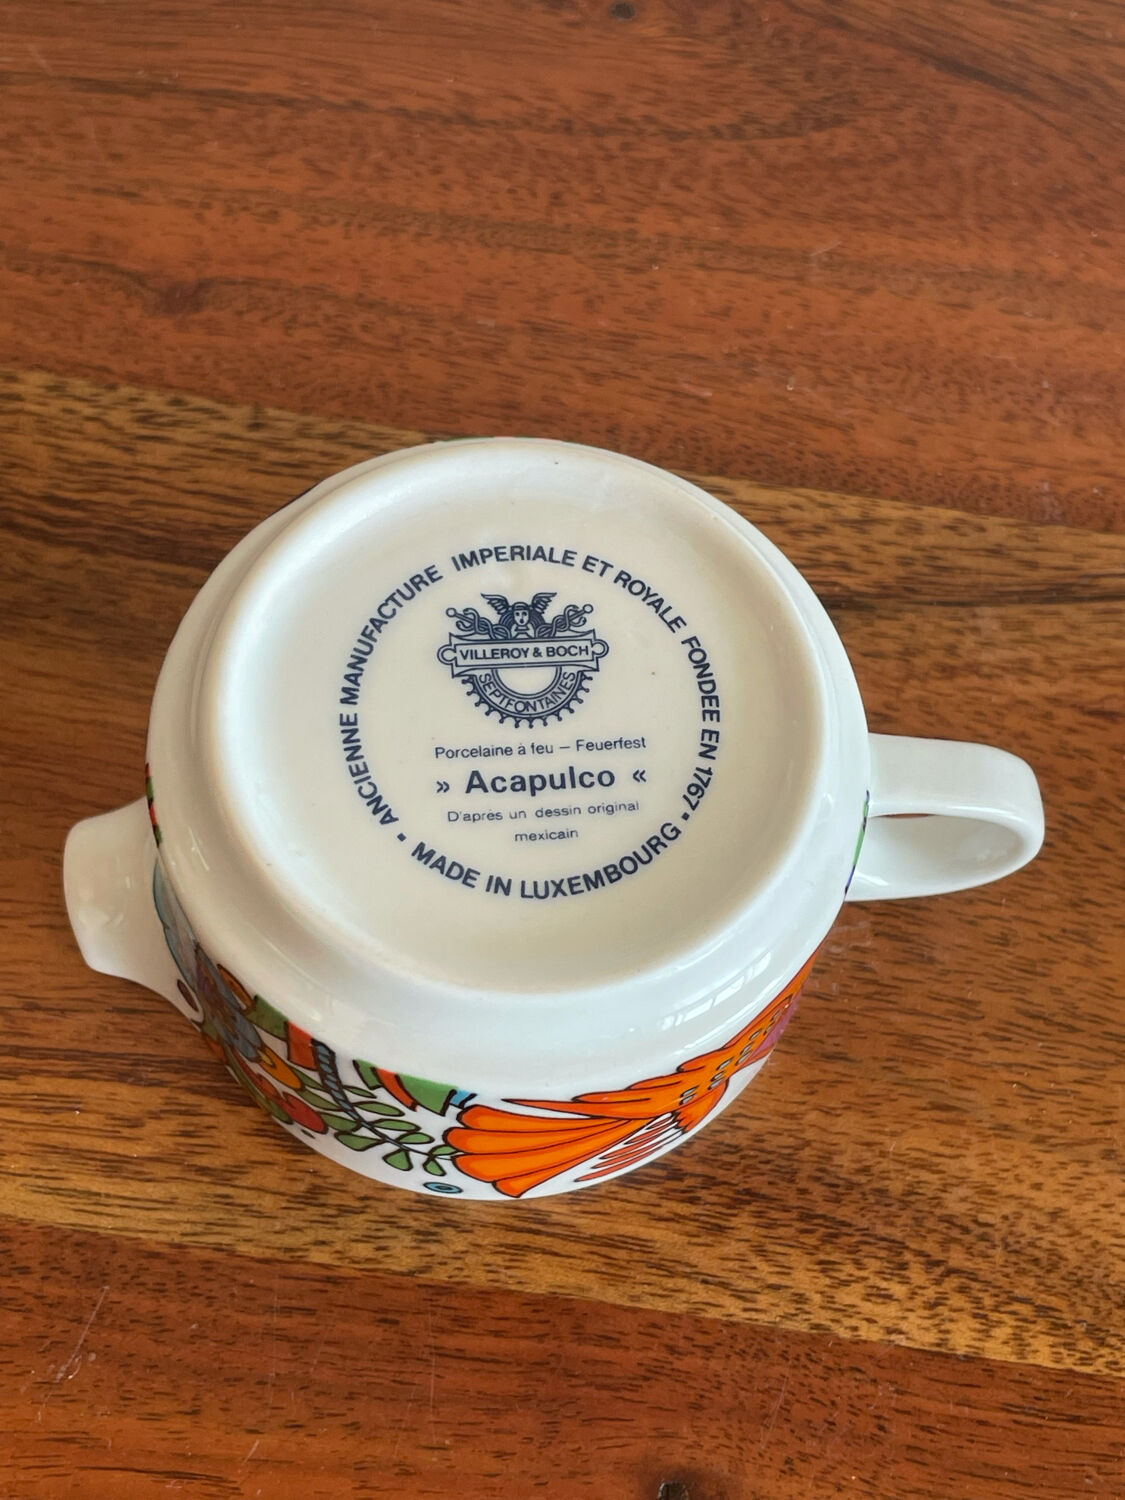 ANCIENNE MANUFACTURE IMPERIALE ET ROYALE FONDEE EN 1767
VILLEROY & BOCH
SEPTFONTAINES
Porcelaine à feu – Feuerfest
» Acapulco «
D'après un dessin original
mexicain
▪ MADE IN LUXEMBOURG ▪